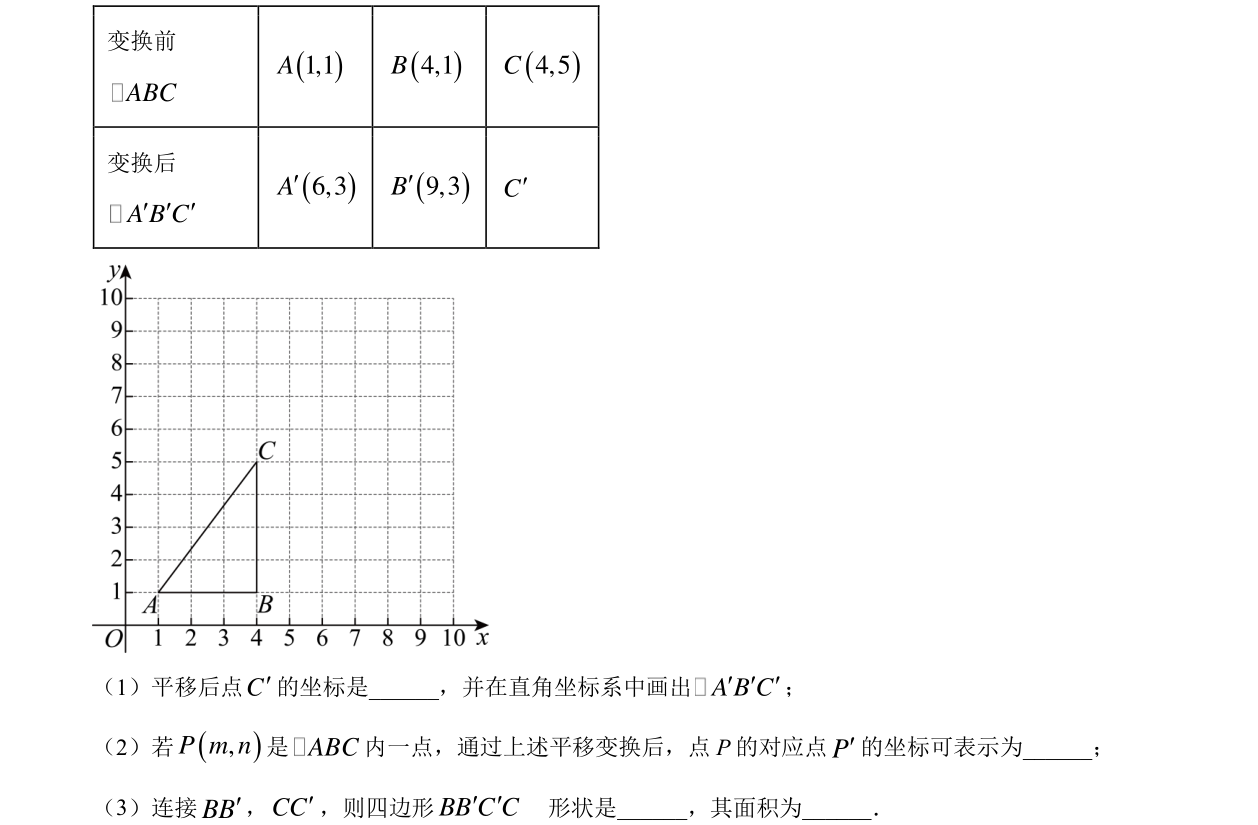 变换前
□ABC
A(1,1)
B(4,1)
C(4,5)
变换后
□A′B′C′
A′(6,3)
B′(9,3)
C′
y
10
9
8
7
6
5
4
3
2
1
C
A
B
O 1 2 3 4 5 6 7 8 9 10 x
（1）平移后点C′的坐标是______，并在直角坐标系中画出□A′B′C′；
（2）若P(m,n)是□ABC内一点，通过上述平移变换后，点P的对应点P′的坐标可表示为______；
（3）连接BB′，CC′，则四边形BB′C′C 形状是______，其面积为______．